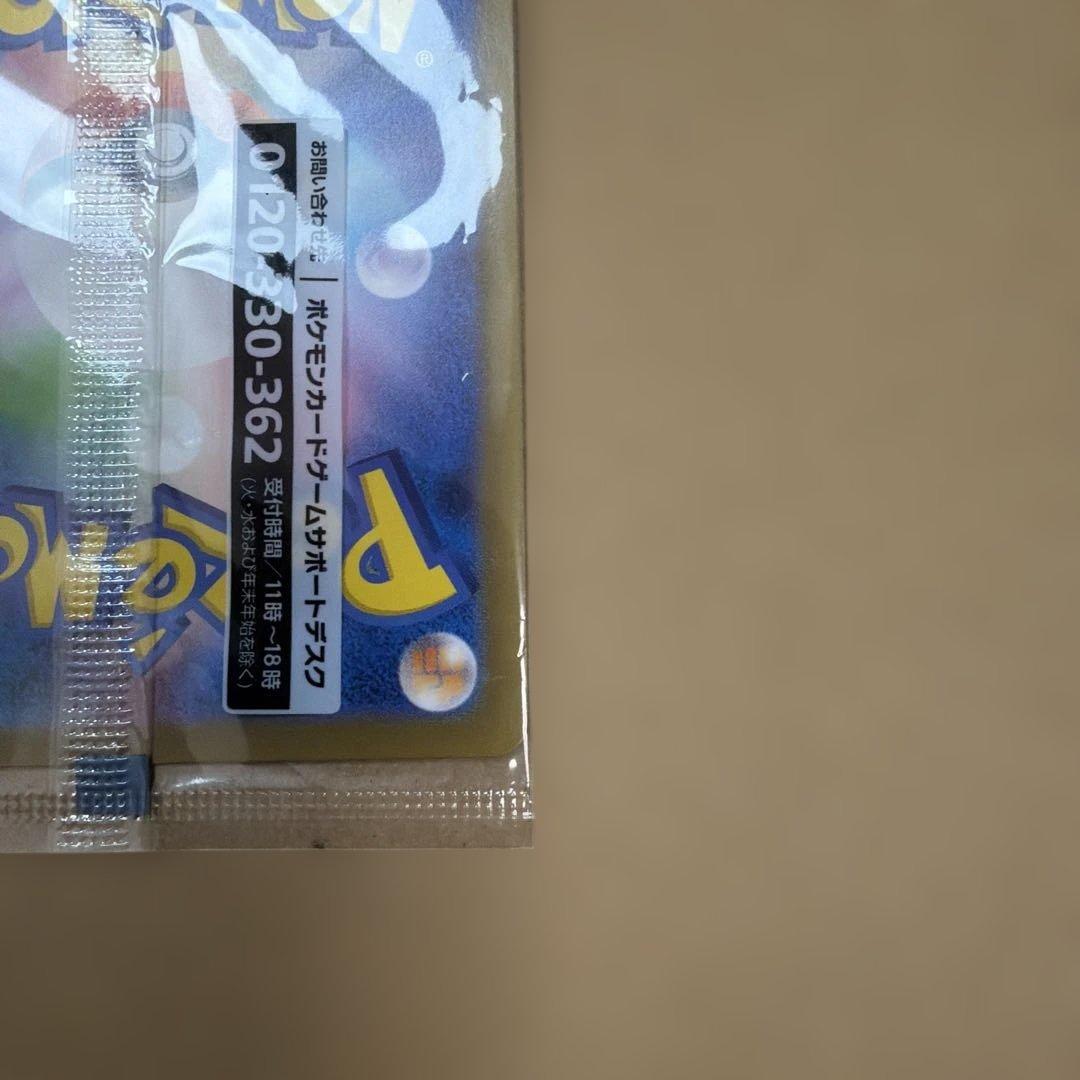 お問い合わせ先 | ポケモンカードゲームサポートデスク
0120-330-362 受付時間/11時~18時
(火・水および年末年始を除く)
POKÉMON
®